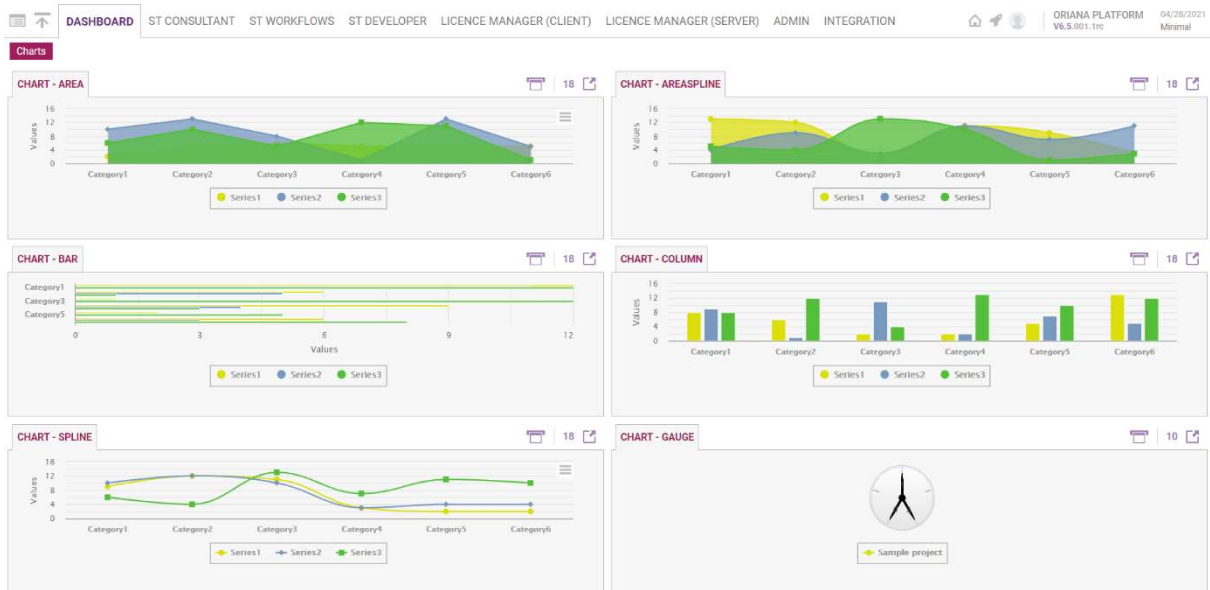 DASHBOARD ST CONSULTANT ST WORKFLOWS ST DEVELOPER LICENCE MANAGER (CLIENT) LICENCE MANAGER (SERVER) ADMIN INTEGRATION
ORIANA PLATFORM 04/28/2021
V6.5.001.1rc Minimal
Charts
CHART - AREA 18
16
12
8
4
0
Values
Category1 Category2 Category3 Category4 Category5 Category6
Series1 Series2 Series3
CHART - AREASPLINE 18
16
12
8
4
0
Values
Category1 Category2 Category3 Category4 Category5 Category6
Series1 Series2 Series3
CHART - BAR 18
Category1
Category3
Category5
0 3 6 9 12
Values
Series1 Series2 Series3
CHART - COLUMN 18
16
12
8
4
0
Values
Category1 Category2 Category3 Category4 Category5 Category6
Series1 Series2 Series3
CHART - SPLINE 18
16
12
8
4
0
Values
Category1 Category2 Category3 Category4 Category5 Category6
Series1 Series2 Series3
CHART - GAUGE 10
Sample project